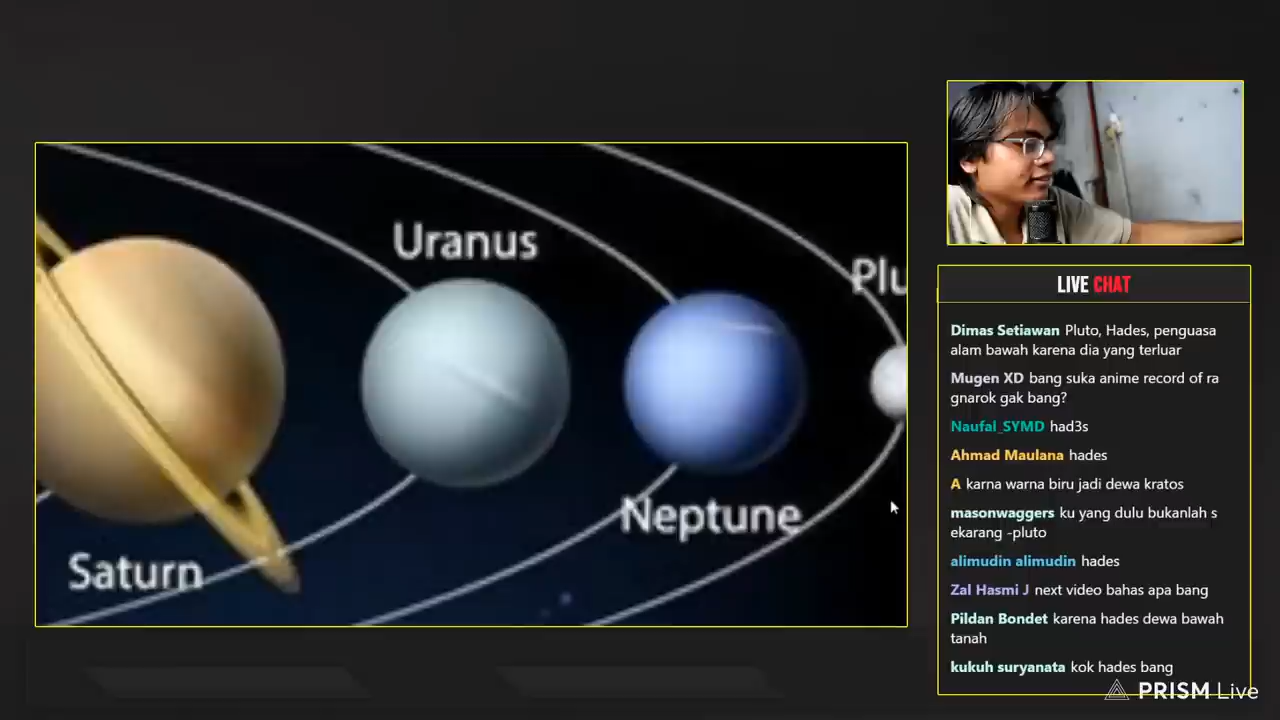 Uranus
Plu
Neptune
Saturn
LIVE CHAT
Dimas Setiawan Pluto, Hades, penguasa
alam bawah karena dia yang terluar
Mugen XD bang suka anime record of ra
gnarok gak bang?
Naufal_SYMD had3s
Ahmad Maulana hades
A karna warna biru jadi dewa kratos
masonwaggers ku yang dulu bukanlah s
ekarang -pluto
alimudin alimudin hades
Zal Hasmi J next video bahas apa bang
Pildan Bondet karena hades dewa bawah
tanah
kukuh suryanata kok hades bang
PRISM Live